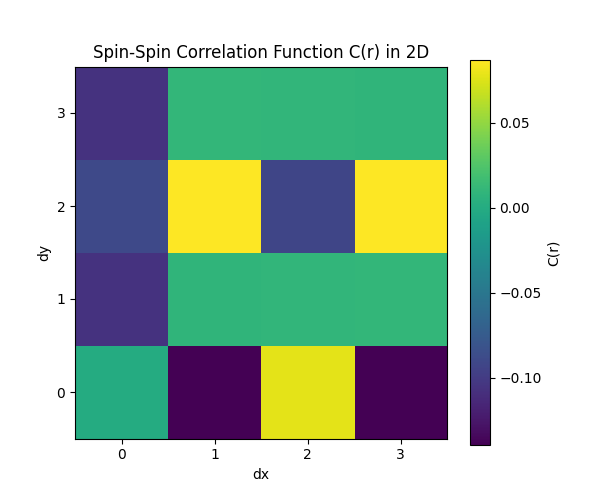 Spin-Spin Correlation Function C(r) in 2D
3
2
1
0
dy
0 1 2 3
dx
0.05
0.00
−0.05
−0.10
C(r)